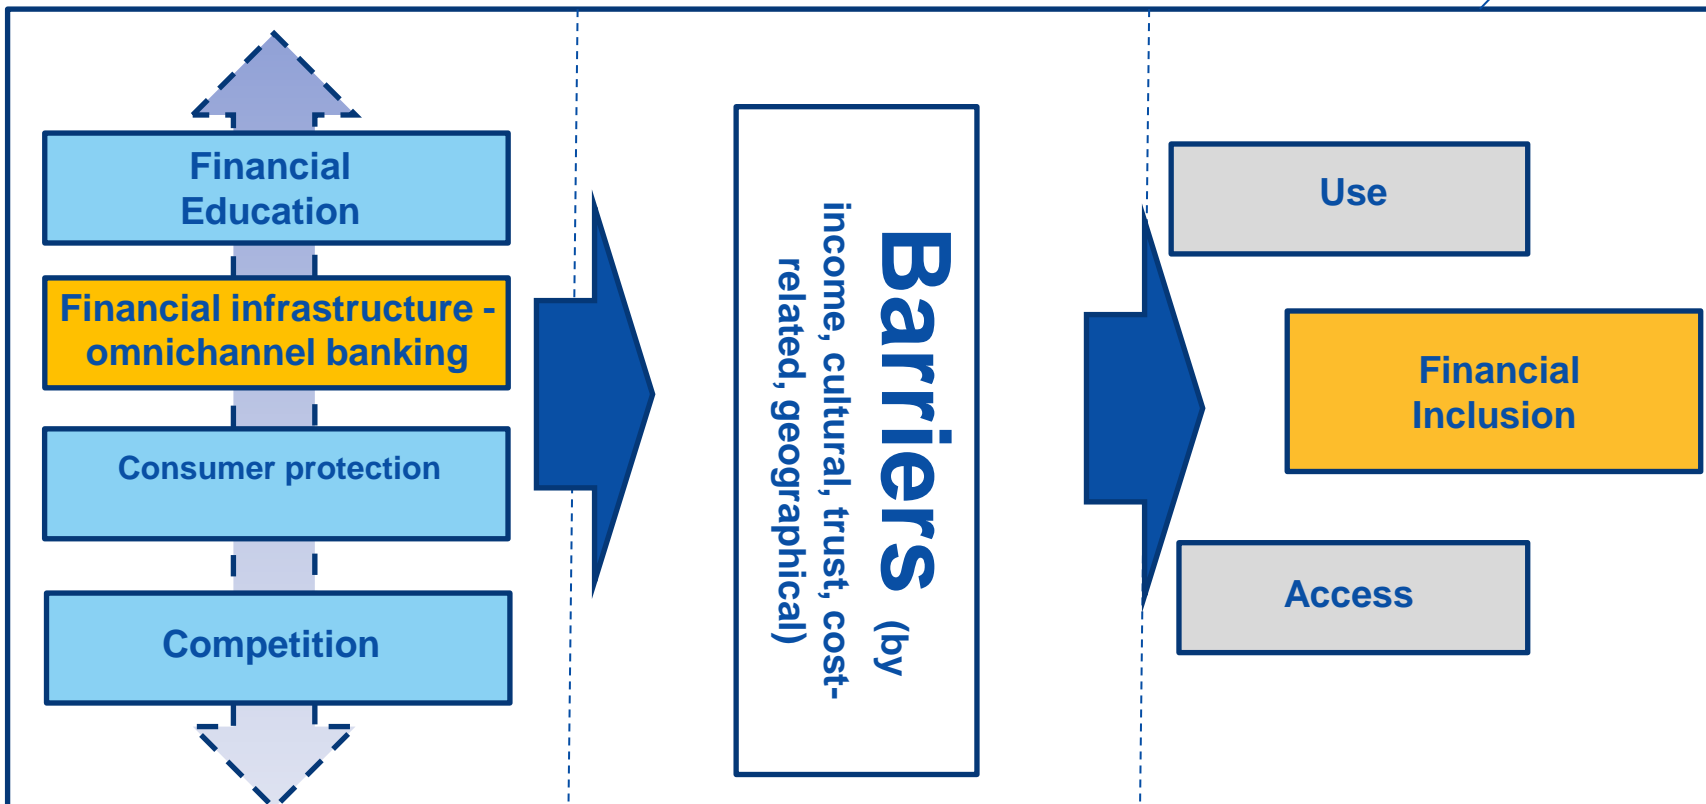 Financial
Education
Financial infrastructure -
omnichannel banking
Consumer protection
Competition
Barriers (by
income, cultural, trust, cost-
related, geographical)
Use
Financial
Inclusion
Access